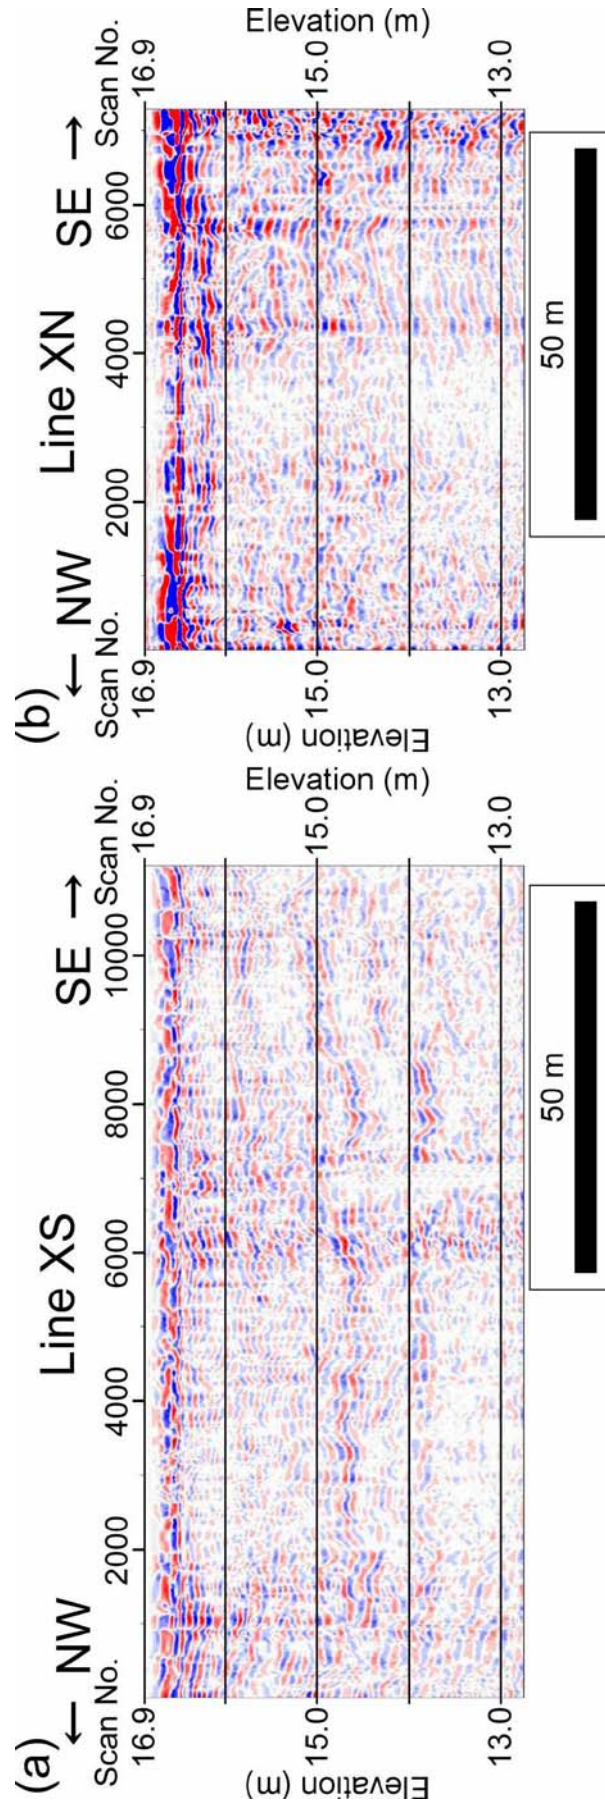 (a)
← NW
Line XS
SE →
Scan No.
2000
4000
6000
8000
10000
Scan No.
16.9
16.9
15.0
15.0
13.0
13.0
Elevation (m)
Elevation (m)
50 m
(b)
← NW
Line XN
SE →
Scan No.
2000
4000
6000
Scan No.
16.9
16.9
15.0
15.0
13.0
13.0
Elevation (m)
Elevation (m)
50 m